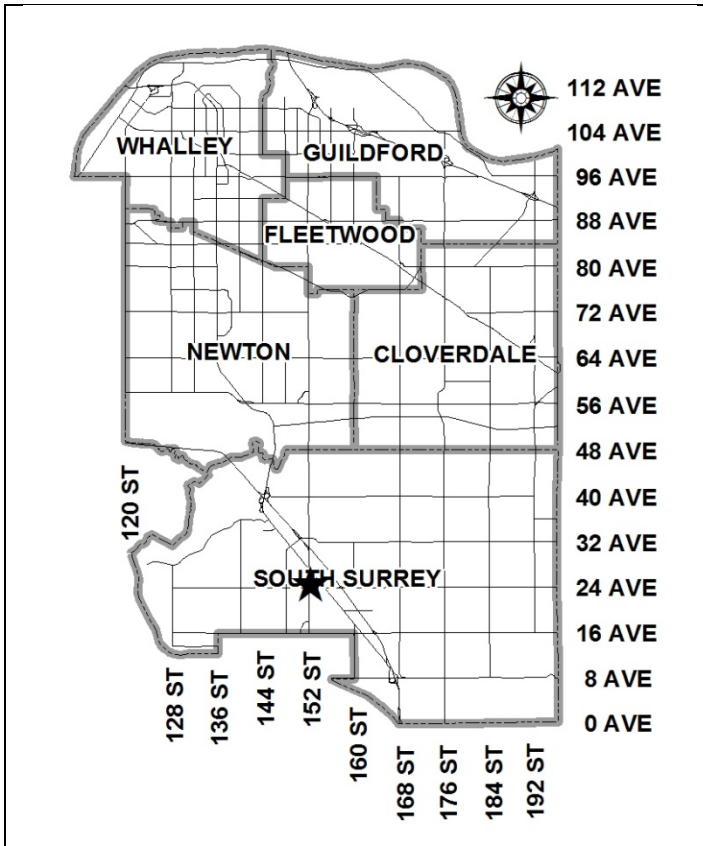 112 AVE
104 AVE
WHALLEY
GUILDFORD
96 AVE
88 AVE
FLEETWOOD
80 AVE
72 AVE
NEWTON
CLOVERDALE
64 AVE
56 AVE
48 AVE
120 ST
40 AVE
32 AVE
SOUTH SURREY
24 AVE
16 AVE
8 AVE
0 AVE
128 ST
136 ST
144 ST
152 ST
160 ST
168 ST
176 ST
184 ST
192 ST